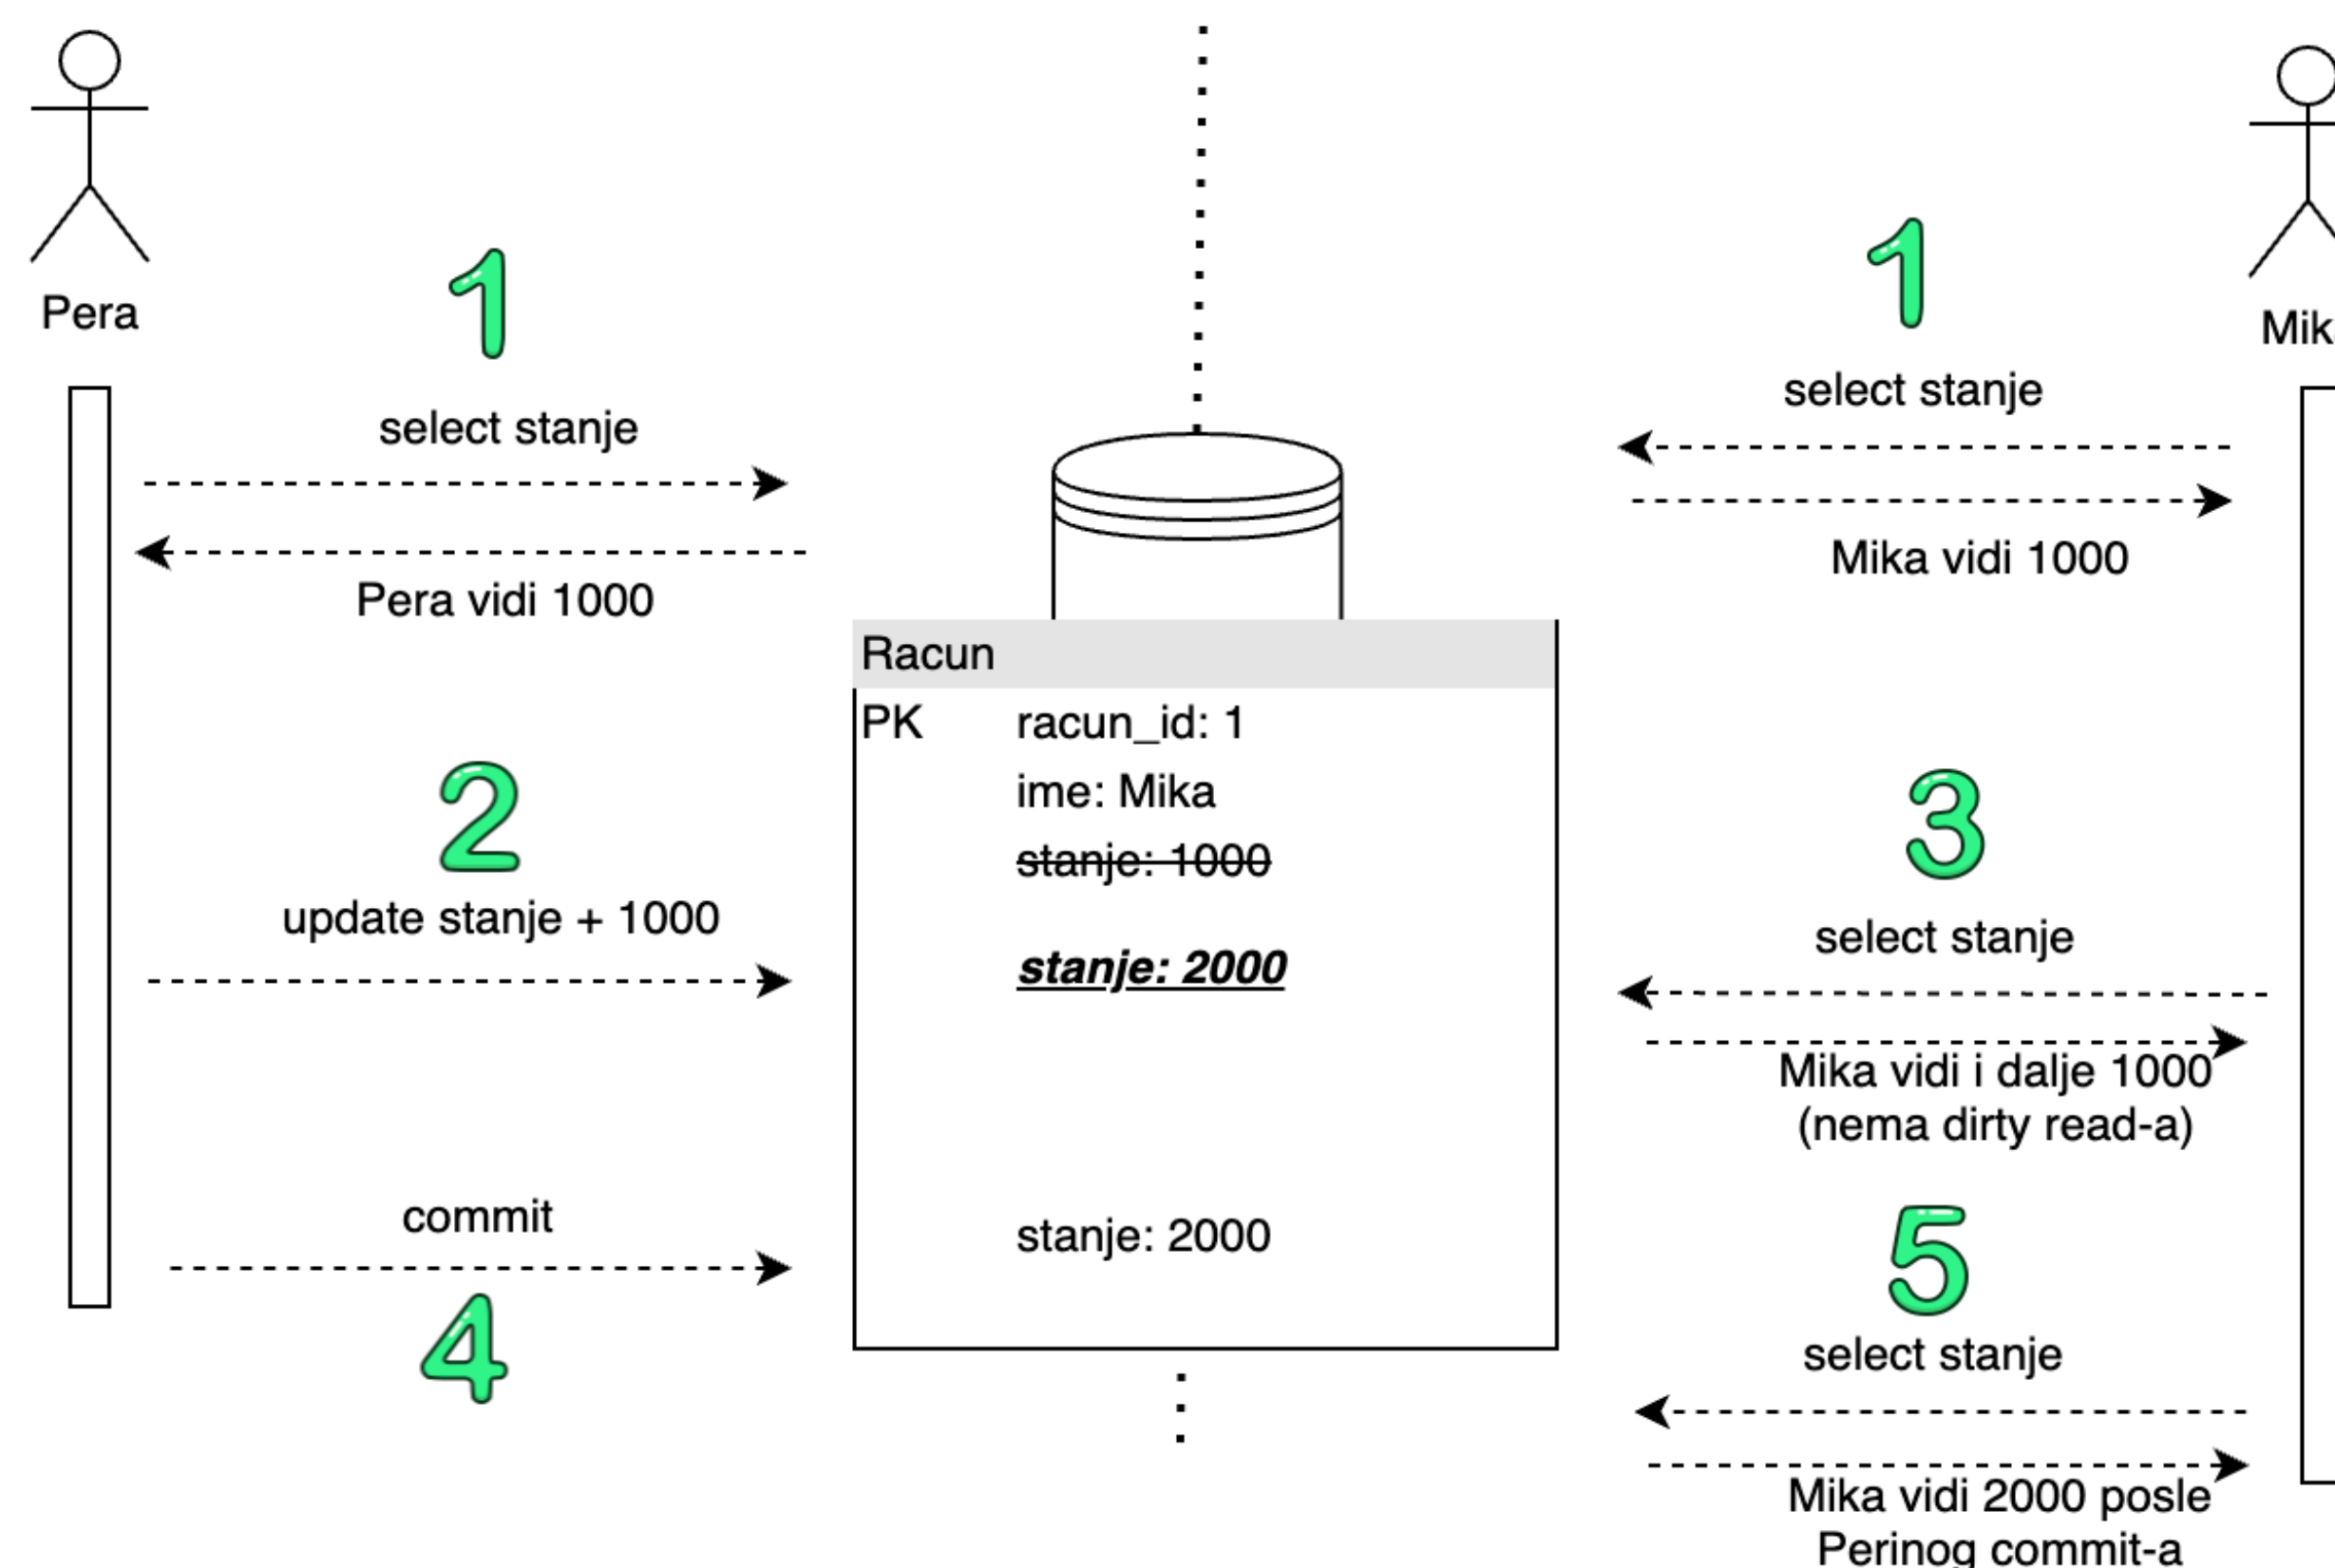 Pera
1
select stanje
Pera vidi 1000
2
update stanje + 1000
commit
4
Racun
PK racun_id: 1
ime: Mika
stanje: 1000
stanje: 2000
stanje: 2000
1
Mik
select stanje
Mika vidi 1000
3
select stanje
Mika vidi i dalje 1000
(nema dirty read-a)
5
select stanje
Mika vidi 2000 posle
Perinog commit-a